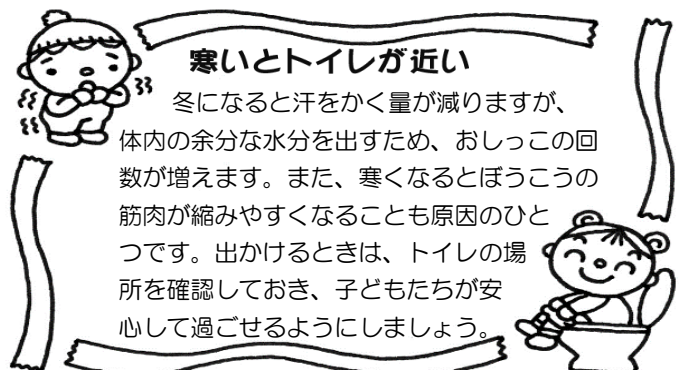 寒いとトイレが近い
冬になると汗をかく量が減りますが、
体内の余分な水分を出すため、おしっこの回
数が増えます。また、寒くなるとぼうこうの
筋肉が縮みやすくなることも原因のひと
つです。出かけるときは、トイレの場
所を確認しておき、子どもたちが安
心して過ごせるようにしましょう。